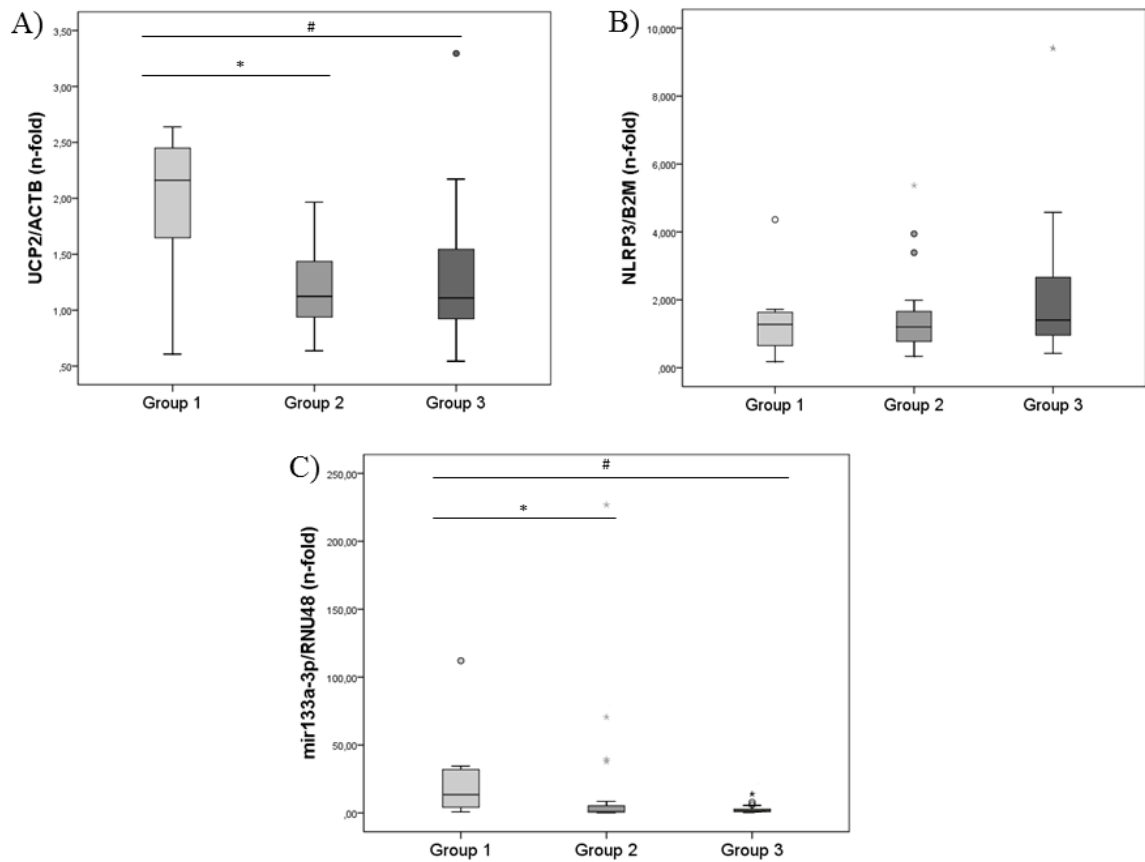 A)
#
*
UCP2/ACTB (n-fold)
3,50
3,00
2,50
2,00
1,50
1,00
,50
Group 1 Group 2 Group 3
B)
NLRP3/B2M (n-fold)
10,000
8,000
6,000
4,000
2,000
,000
Group 1 Group 2 Group 3
C)
#
*
mir133a-3p/RNU48 (n-fold)
250,00
200,00
150,00
100,00
50,00
,00
Group 1 Group 2 Group 3